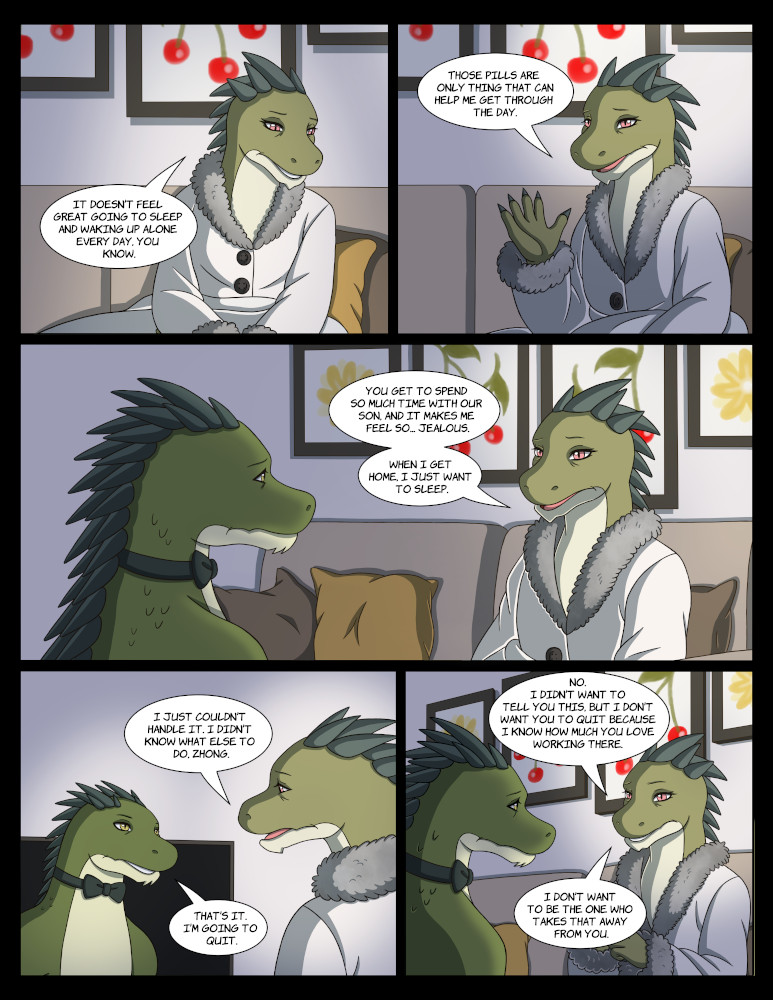 IT DOESN'T FEEL
GREAT GOING TO SLEEP
AND WAKING UP ALONE
EVERY DAY, YOU
KNOW.
THOSE PILLS ARE
ONLY THING THAT CAN
HELP ME GET THROUGH
THE DAY.
YOU GET TO SPEND
SO MUCH TIME WITH OUR
SON, AND IT MAKES ME
FEEL SO... JEALOUS.
WHEN I GET
HOME, I JUST WANT
TO SLEEP.
I JUST COULDN'T
HANDLE IT. I DIDN'T
KNOW WHAT ELSE TO
DO, ZHONG.
THAT'S IT.
I'M GOING TO
QUIT.
NO.
I DIDN'T WANT TO
TELL YOU THIS, BUT I DON'T
WANT YOU TO QUIT BECAUSE
I KNOW HOW MUCH YOU LOVE
WORKING THERE.
I DON'T WANT
TO BE THE ONE WHO
TAKES THAT AWAY
FROM YOU.